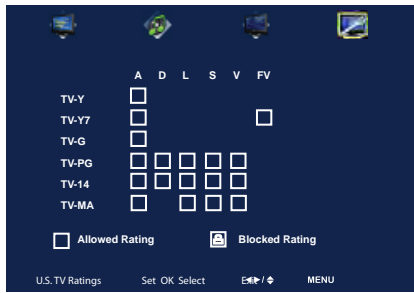 A D L S V FV
TV-Y
TV-Y7
TV-G
TV-PG
TV-14
TV-MA
Allowed Rating Blocked Rating
U.S. TV Ratings Set OK Select / MENU